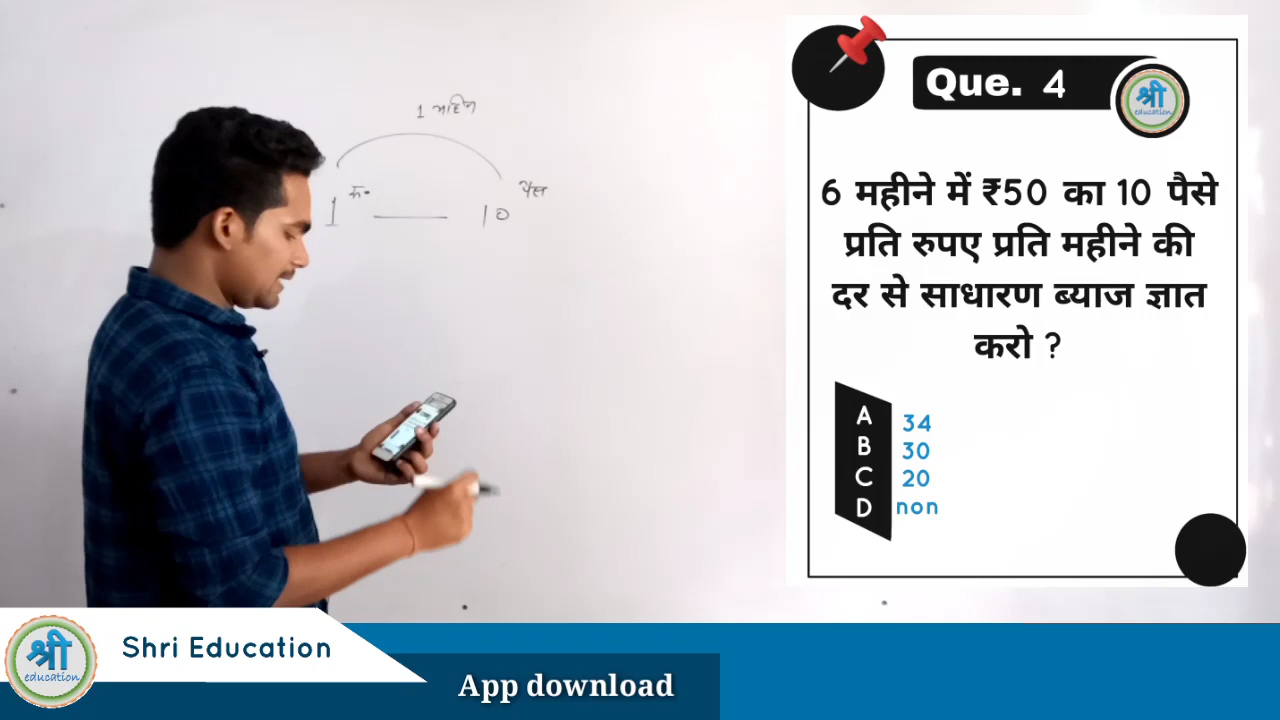 1 महिन
1 रू.
10 पैस
Que. 4
श्री
education
6 महीने में ₹50 का 10 पैसे
प्रति रुपए प्रति महीने की
दर से साधारण ब्याज ज्ञात
करो ?
A 34
B 30
C 20
D non
श्री
education
Shri Education
App download